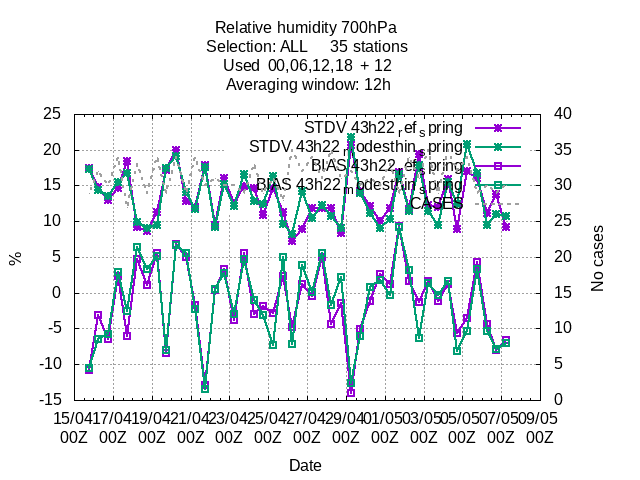 Relative humidity 700hPa
Selection: ALL 35 stations
Used 00,06,12,18 + 12
Averaging window: 12h
STDV 43h22_ref_spring
STDV 43h22_modesthin_spring
BIAS 43h22_ref_spring
BIAS 43h22_modesthin_spring
CASES
25
20
15
10
5
0
-5
-10
-15
%
40
35
30
25
20
15
10
5
0
No cases
15/04 17/04 19/04 21/04 23/04 25/04 27/04 29/04 01/05 03/05 05/05 07/05 09/05
00Z 00Z 00Z 00Z 00Z 00Z 00Z 00Z 00Z 00Z 00Z 00Z 00Z
Date